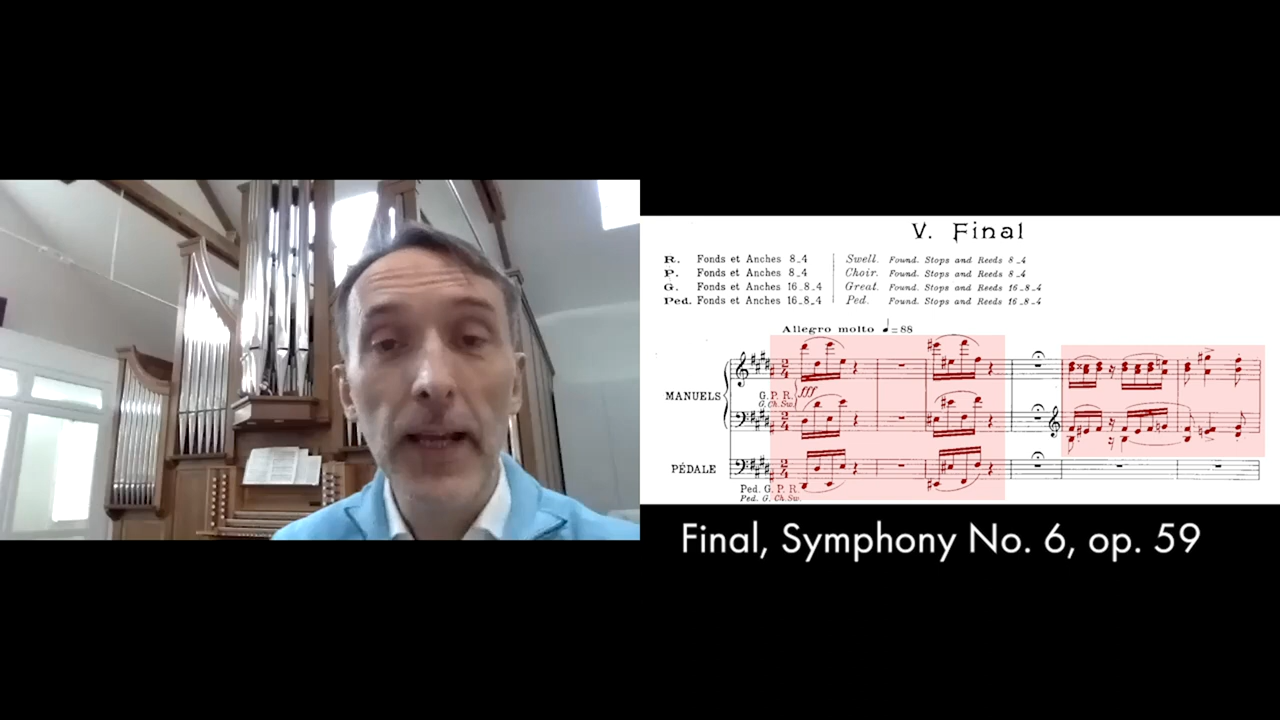 V. Final
R. Fonds et Anches 8_4
P. Fonds et Anches 8_4
G. Fonds et Anches 16_8_4
Ped. Fonds et Anches 16_8_4
Swell. Found. Stops and Reeds 8_4
Choir. Found. Stops and Reeds 8_4
Great. Found. Stops and Reeds 16_8_4
Ped. Found. Stops and Reeds 16_8_4
Allegro molto ♩=88
MANUELS
G. P. R. fff
G. Ch. Sw.
PÉDALE
Ped. G. P. R.
Ped. G. Ch. Sw.
Final, Symphony No. 6, op. 59